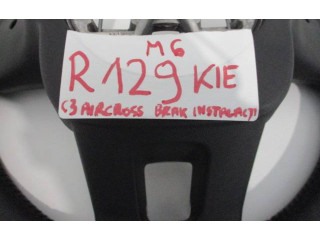 M6
R129 KIE
C3 AIRCROSS BRAK INSTALACJI